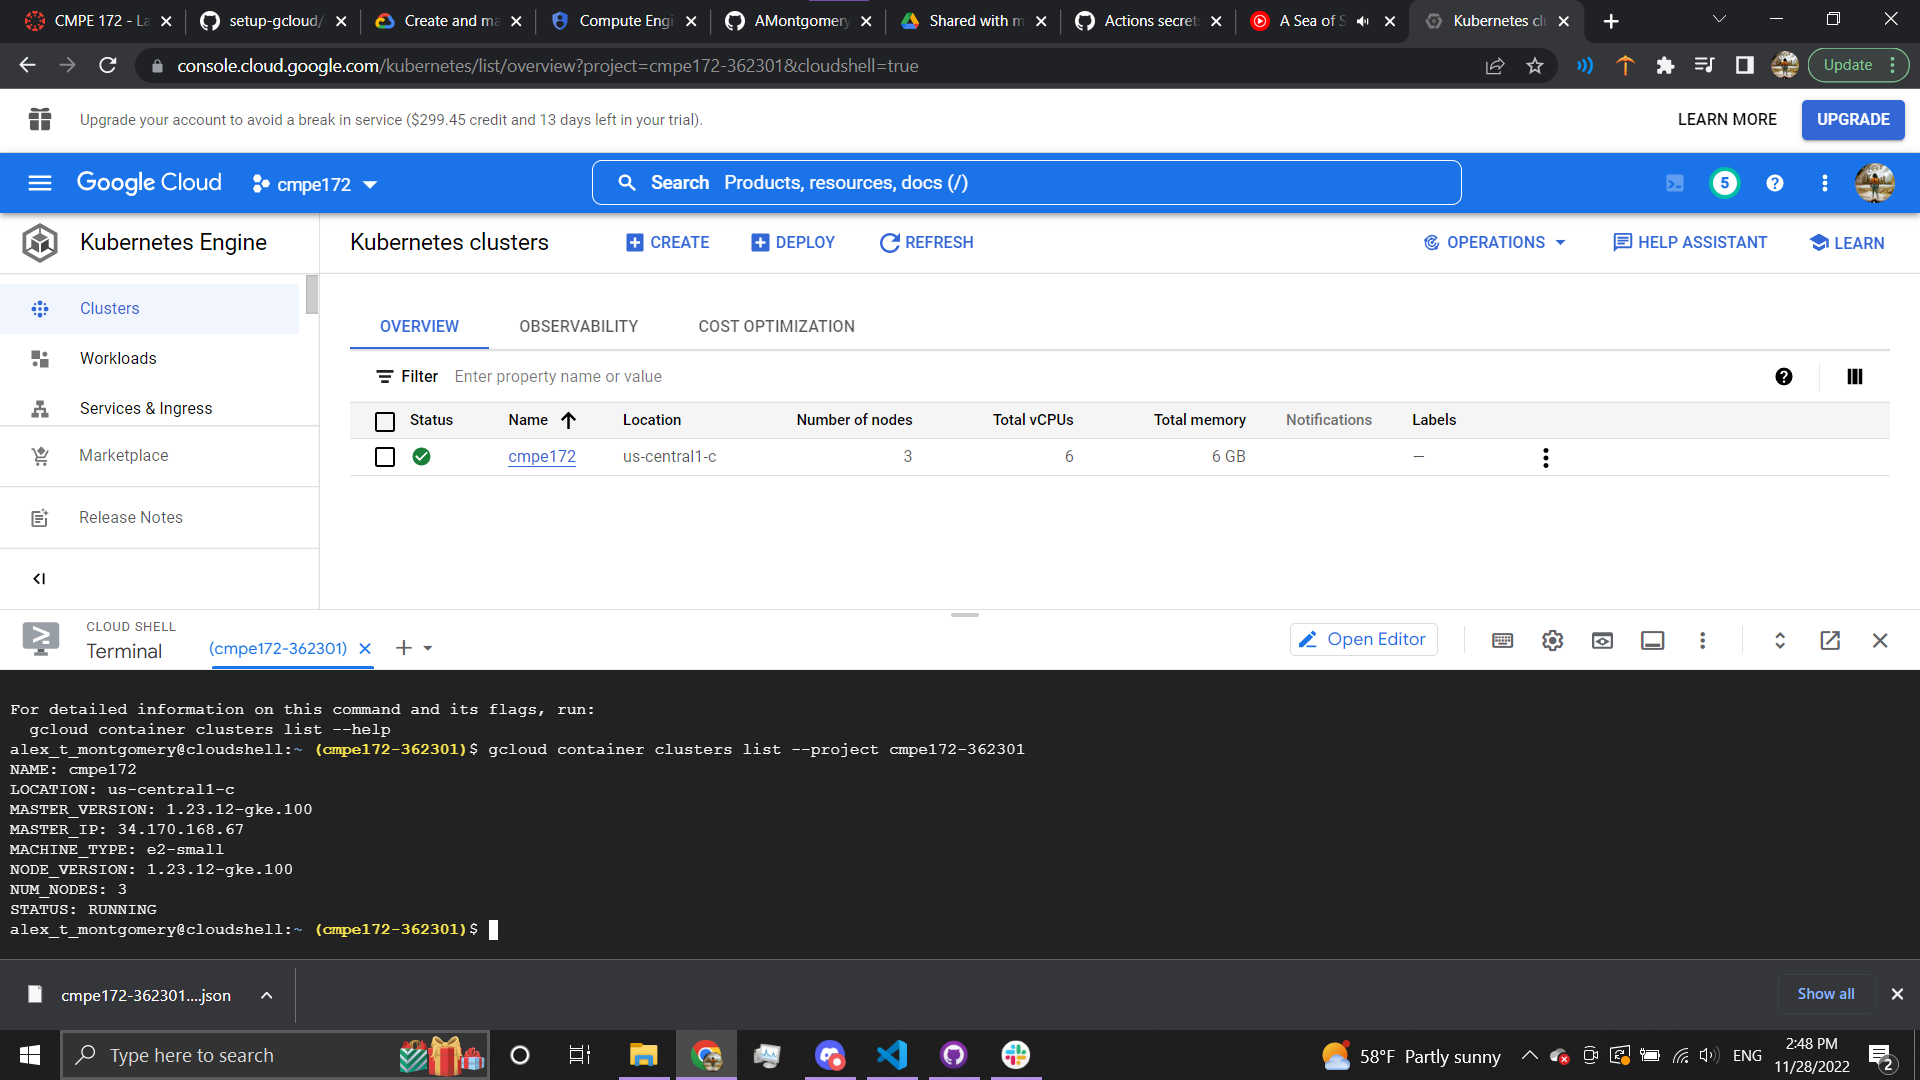 CMPE 172 - La
setup-gcloud/
Create and ma
Compute Engi
AMontgomery
Shared with m
Actions secret
A Sea of S
Kubernetes clu
console.cloud.google.com/kubernetes/list/overview?project=cmpe172-362301&cloudshell=true
Update
Upgrade your account to avoid a break in service ($299.45 credit and 13 days left in your trial).
LEARN MORE
UPGRADE
Google Cloud
cmpe172
Search Products, resources, docs (/)
5
Kubernetes Engine
Kubernetes clusters
CREATE
DEPLOY
REFRESH
OPERATIONS
HELP ASSISTANT
LEARN
Clusters
Workloads
Services & Ingress
Marketplace
Release Notes
OVERVIEW
OBSERVABILITY
COST OPTIMIZATION
Filter Enter property name or value
Status Name Location Number of nodes Total vCPUs Total memory Notifications Labels
cmpe172 us-central1-c 3 6 6 GB —
CLOUD SHELL
Terminal
(cmpe172-362301)
Open Editor
For detailed information on this command and its flags, run:
gcloud container clusters list --help
alex_t_montgomery@cloudshell:~ (cmpe172-362301)$ gcloud container clusters list --project cmpe172-362301
NAME: cmpe172
LOCATION: us-central1-c
MASTER_VERSION: 1.23.12-gke.100
MASTER_IP: 34.170.168.67
MACHINE_TYPE: e2-small
NODE_VERSION: 1.23.12-gke.100
NUM_NODES: 3
STATUS: RUNNING
alex_t_montgomery@cloudshell:~ (cmpe172-362301)$
cmpe172-362301....json
Show all
Type here to search
58°F Partly sunny
ENG
2:48 PM
11/28/2022
2